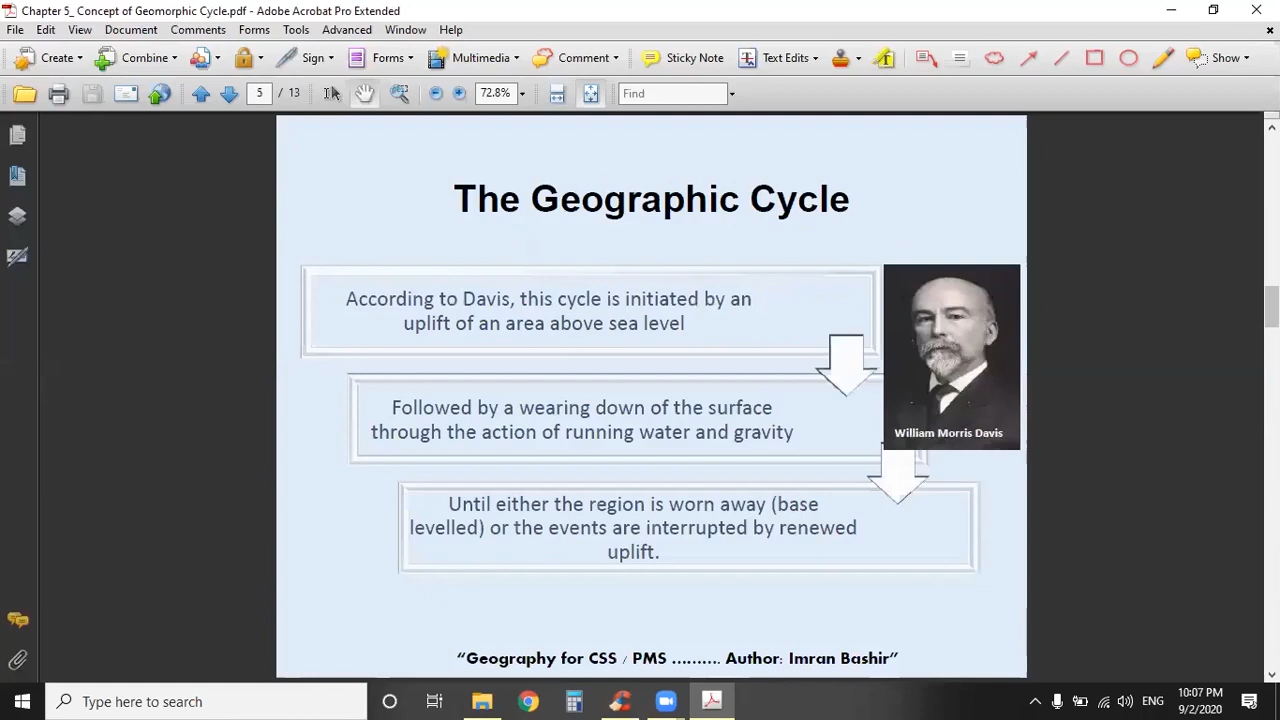 Chapter 5_ Concept of Geomorphic Cycle.pdf - Adobe Acrobat Pro Extended
File Edit View Document Comments Forms Tools Advanced Window Help
Create Combine Sign Forms Multimedia Comment Sticky Note Text Edits Show
5 / 13 72.8% Find
The Geographic Cycle
According to Davis, this cycle is initiated by an
uplift of an area above sea level
Followed by a wearing down of the surface
through the action of running water and gravity
William Morris Davis
Until either the region is worn away (base
levelled) or the events are interrupted by renewed
uplift.
“Geography for CSS / PMS ......... Author: Imran Bashir”
Type here to search
ENG
10:07 PM
9/2/2020